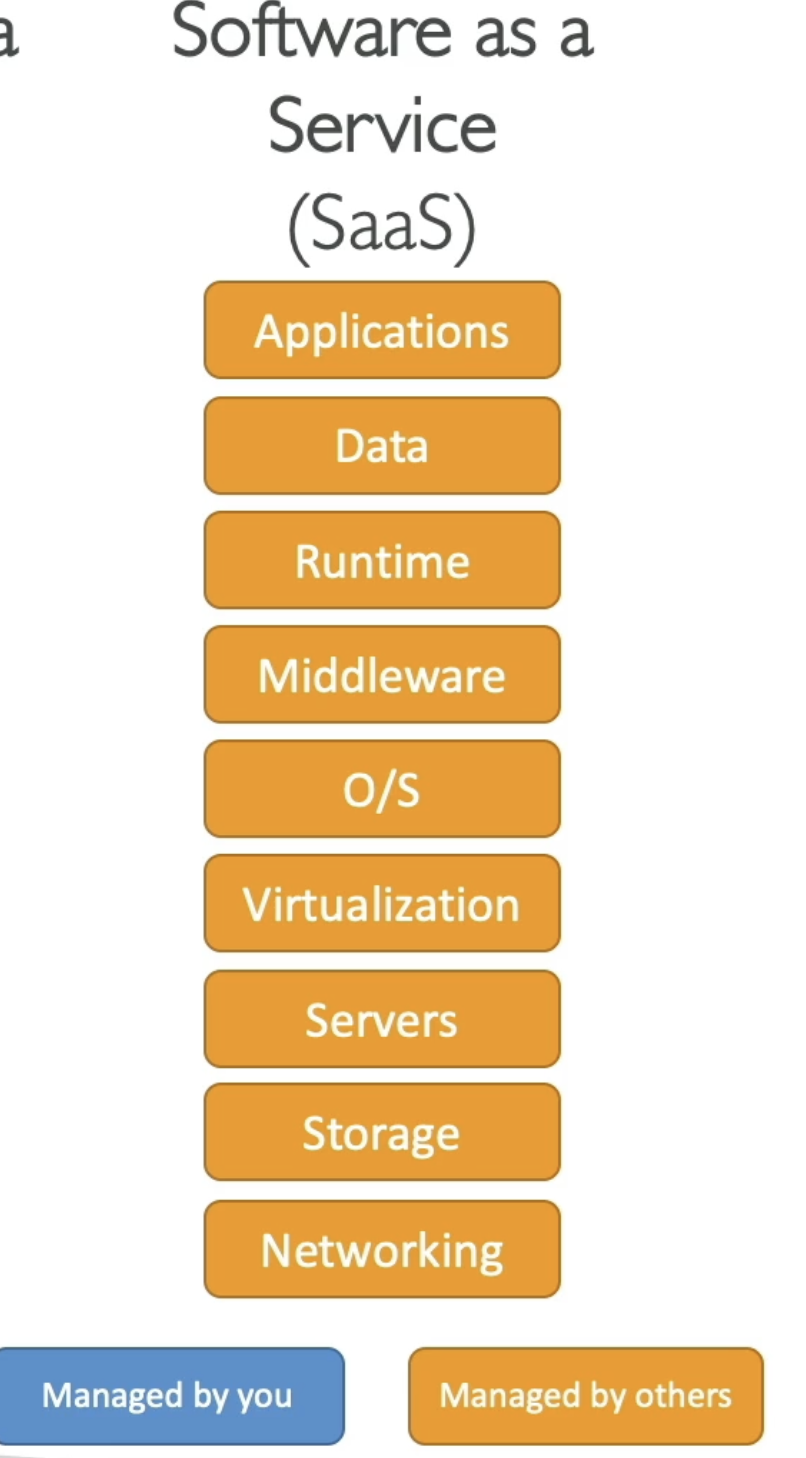 a
Software as a
Service
(SaaS)
Applications
Data
Runtime
Middleware
O/S
Virtualization
Servers
Storage
Networking
Managed by you
Managed by others